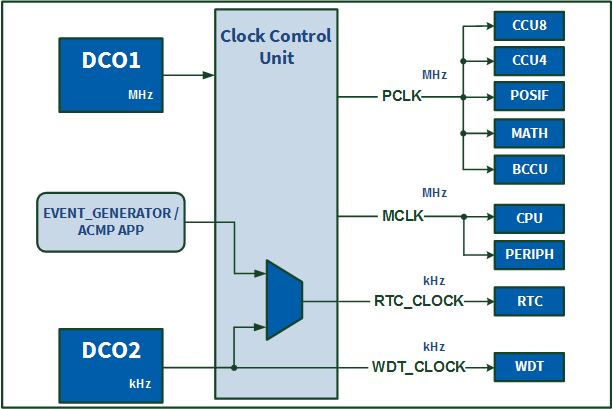 DCO1
MHz
Clock Control
Unit
EVENT_GENERATOR /
ACMP APP
DCO2
kHz
MHz
PCLK
CCU8
CCU4
POSIF
MATH
BCCU
MHz
MCLK
CPU
PERIPH
kHz
RTC_CLOCK
RTC
kHz
WDT_CLOCK
WDT